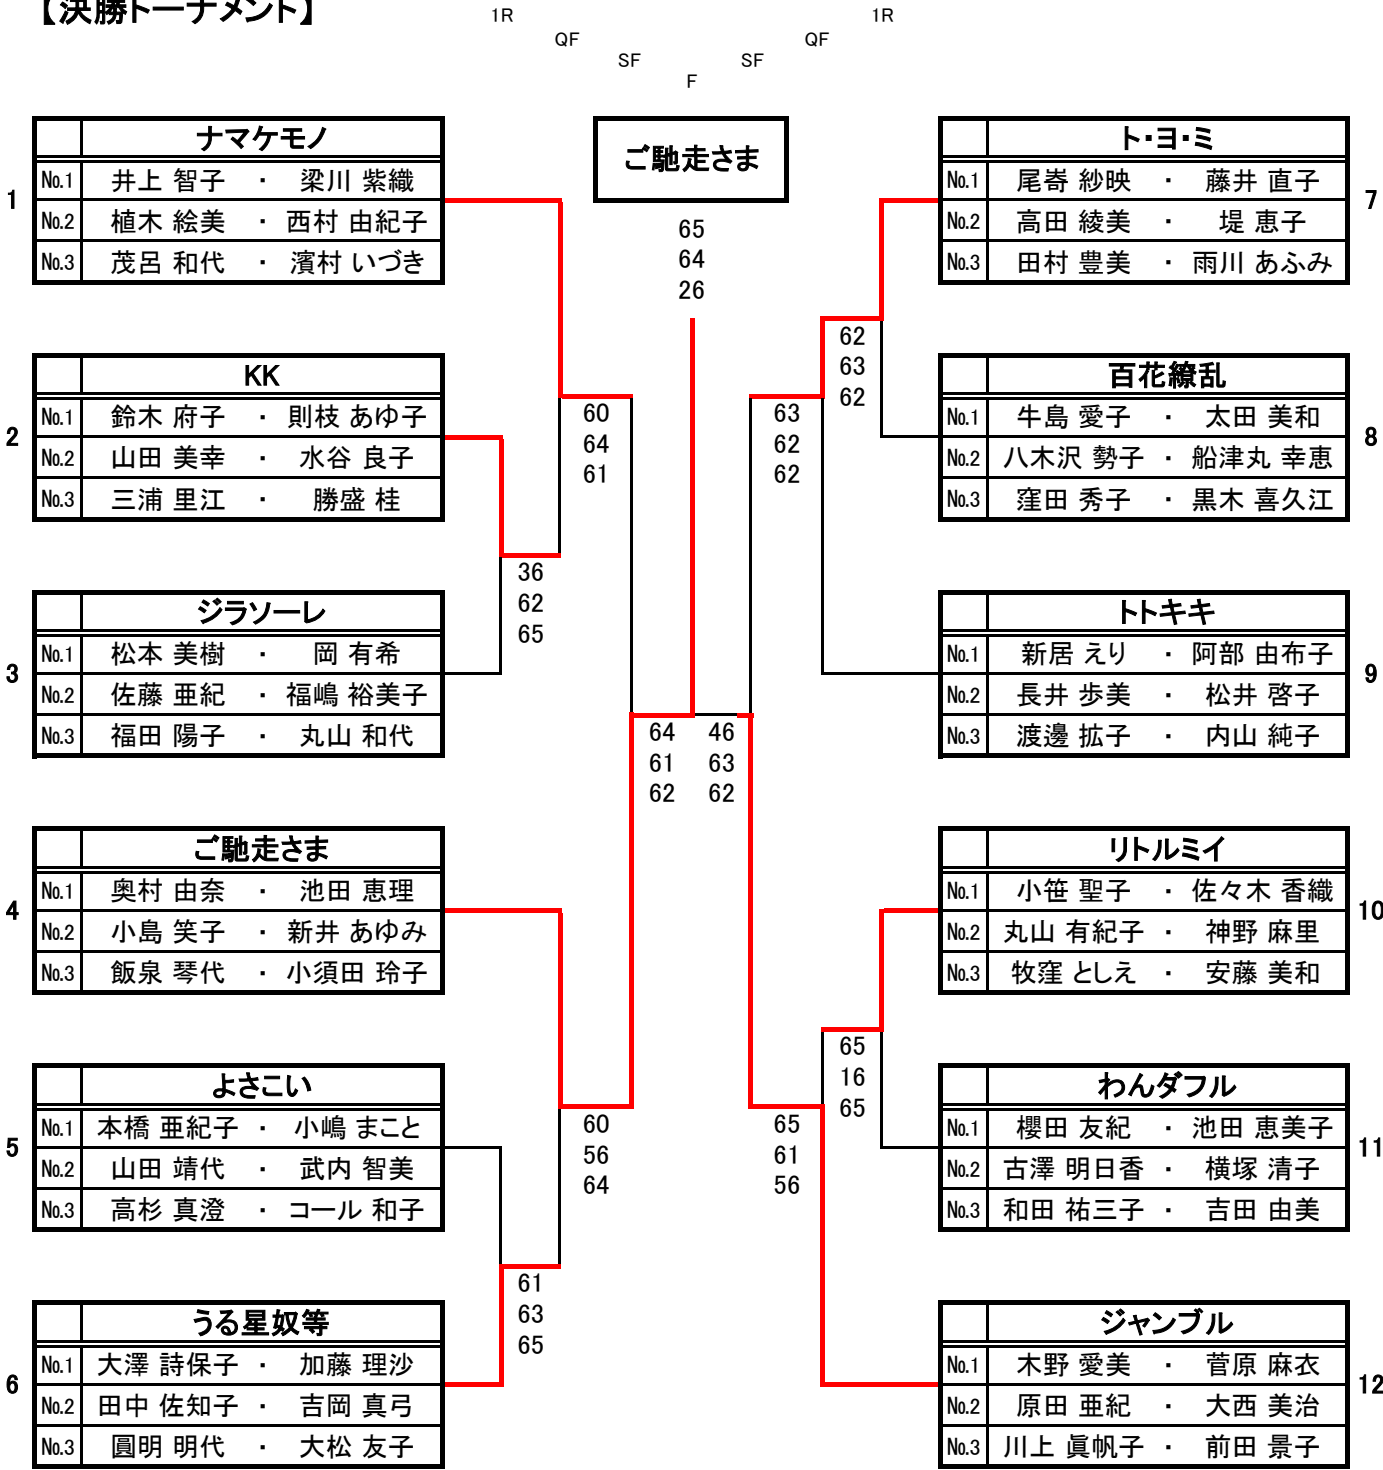 【決勝トーナメント】
1R 1R
QF QF
SF SF
F
ご馳走さま
65
64
26
1
ナマケモノ
No.1 井上 智子 ・ 梁川 紫織
No.2 植木 絵美 ・ 西村 由紀子
No.3 茂呂 和代 ・ 濱村 いづき
2
KK
No.1 鈴木 府子 ・ 則枝 あゆ子
No.2 山田 美幸 ・ 水谷 良子
No.3 三浦 里江 ・ 勝盛 桂
3
ジラソーレ
No.1 松本 美樹 ・ 岡 有希
No.2 佐藤 亜紀 ・ 福嶋 裕美子
No.3 福田 陽子 ・ 丸山 和代
4
ご馳走さま
No.1 奥村 由奈 ・ 池田 恵理
No.2 小島 笑子 ・ 新井 あゆみ
No.3 飯泉 琴代 ・ 小須田 玲子
5
よさこい
No.1 本橋 亜紀子 ・ 小嶋 まこと
No.2 山田 靖代 ・ 武内 智美
No.3 高杉 真澄 ・ コール 和子
6
うる星奴等
No.1 大澤 詩保子 ・ 加藤 理沙
No.2 田中 佐知子 ・ 吉岡 真弓
No.3 圓明 明代 ・ 大松 友子
36
62
65
61
63
65
60
64
61
60
56
64
64
61
62
46
63
62
63
62
62
65
61
56
62
63
62
65
16
65
ト・ヨ・ミ
No.1 尾嵜 紗映 ・ 藤井 直子
No.2 高田 綾美 ・ 堤 恵子
No.3 田村 豊美 ・ 雨川 あふみ
7
百花繚乱
No.1 牛島 愛子 ・ 太田 美和
No.2 八木沢 勢子 ・ 船津丸 幸恵
No.3 窪田 秀子 ・ 黒木 喜久江
8
トトキキ
No.1 新居 えり ・ 阿部 由布子
No.2 長井 歩美 ・ 松井 啓子
No.3 渡邊 拡子 ・ 内山 純子
9
リトルミイ
No.1 小笹 聖子 ・ 佐々木 香織
No.2 丸山 有紀子 ・ 神野 麻里
No.3 牧窪 としえ ・ 安藤 美和
10
わんダフル
No.1 櫻田 友紀 ・ 池田 恵美子
No.2 古澤 明日香 ・ 横塚 清子
No.3 和田 祐三子 ・ 吉田 由美
11
ジャンブル
No.1 木野 愛美 ・ 菅原 麻衣
No.2 原田 亜紀 ・ 大西 美治
No.3 川上 眞帆子 ・ 前田 景子
12